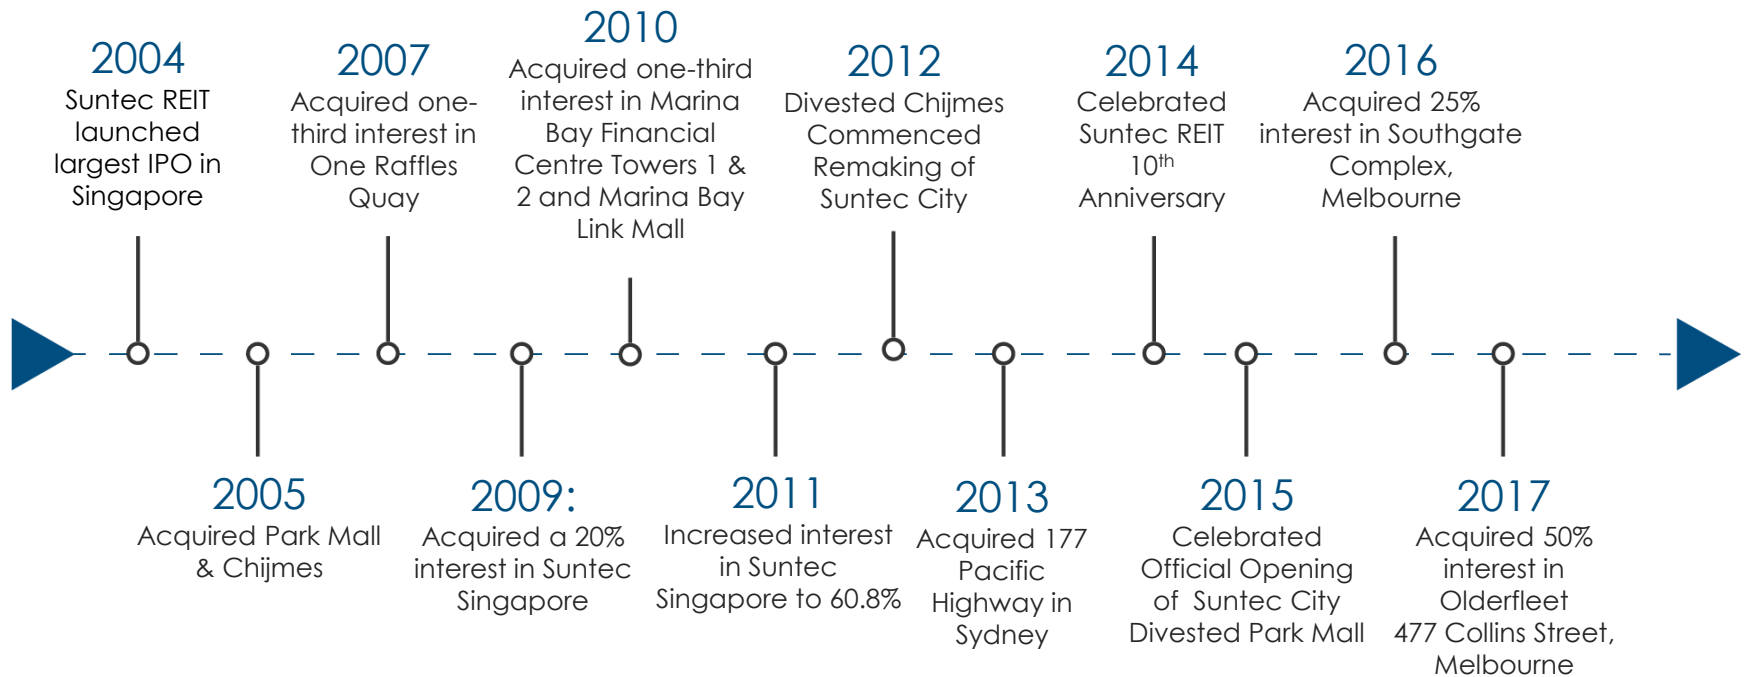 2004
Suntec REIT
launched
largest IPO in
Singapore
2005
Acquired Park Mall
& Chijmes
2007
Acquired one-
third interest in
One Raffles
Quay
2009:
Acquired a 20%
interest in Suntec
Singapore
2010
Acquired one-third
interest in Marina
Bay Financial
Centre Towers 1 &
2 and Marina Bay
Link Mall
2011
Increased interest
in Suntec
Singapore to 60.8%
2012
Divested Chijmes
Commenced
Remaking of
Suntec City
2013
Acquired 177
Pacific
Highway in
Sydney
2014
Celebrated
Suntec REIT
10th
Anniversary
2015
Celebrated
Official Opening
of Suntec City
Divested Park Mall
2016
Acquired 25%
interest in Southgate
Complex,
Melbourne
2017
Acquired 50%
interest in
Olderfleet
477 Collins Street,
Melbourne